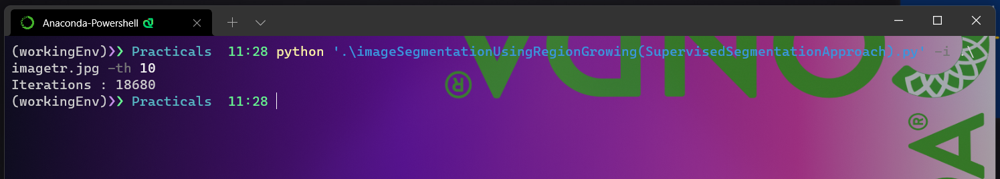 Anaconda-Powershell
(workingEnv)❯❯ Practicals 11:28 python '.\imageSegmentationUsingRegionGrowing(SupervisedSegmentationApproach).py' -i .\
imagetr.jpg -th 10
Iterations : 18680
(workingEnv)❯❯ Practicals 11:28
ONDA®
A®